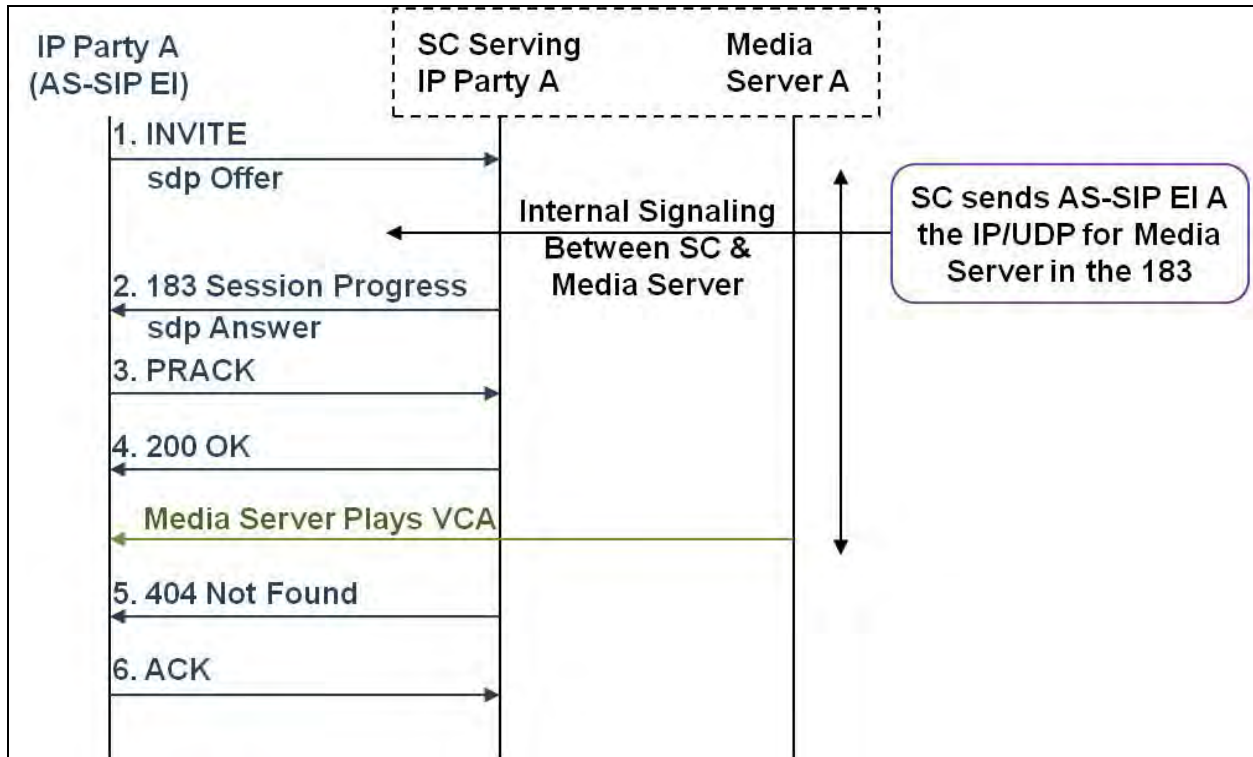 IP Party A
(AS-SIP EI)
SC Serving
IP Party A
Media
Server A
1. INVITE
sdp Offer
Internal Signaling
Between SC &
Media Server
SC sends AS-SIP EI A
the IP/UDP for Media
Server in the 183
2. 183 Session Progress
sdp Answer
3. PRACK
4. 200 OK
Media Server Plays VCA
5. 404 Not Found
6. ACK